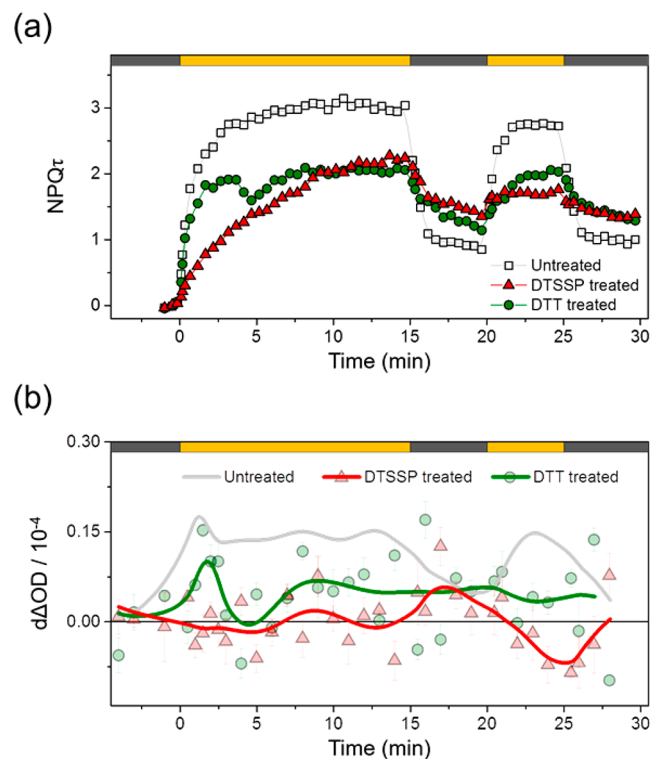 (a)
3
2
1
0
NPQτ
Untreated
DTSSP treated
DTT treated
0 5 10 15 20 25 30
Time (min)
(b)
0.30
0.15
0.00
dΔOD / 10⁻⁴
Untreated DTSSP treated DTT treated
0 5 10 15 20 25 30
Time (min)